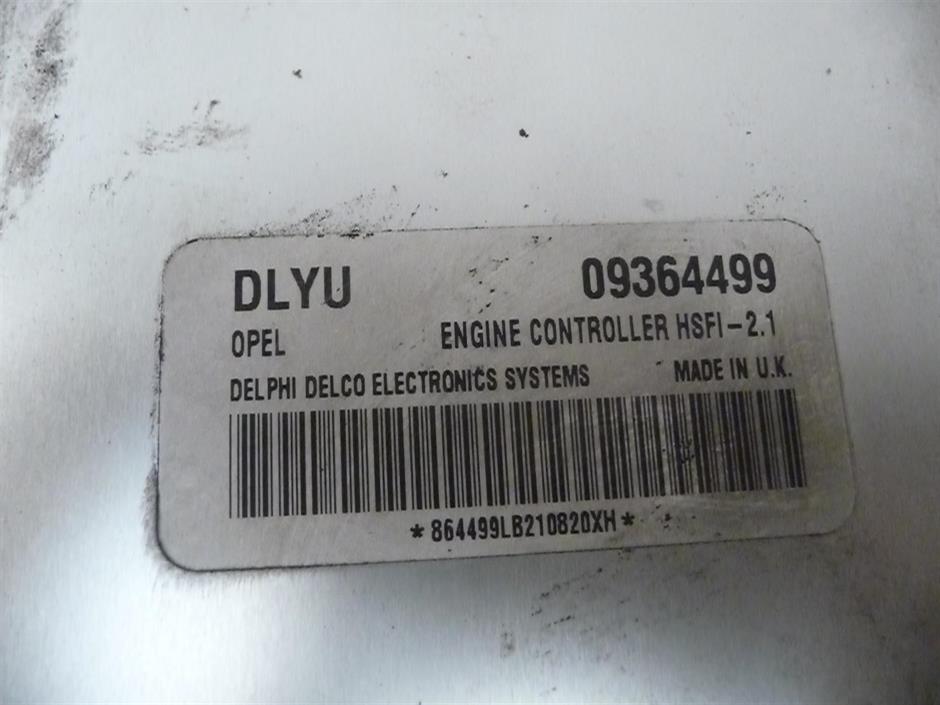 DLYU 09364499
OPEL ENGINE CONTROLLER HSFI-2.1
DELPHI DELCO ELECTRONICS SYSTEMS MADE IN U.K.
*864499LB210820XH*